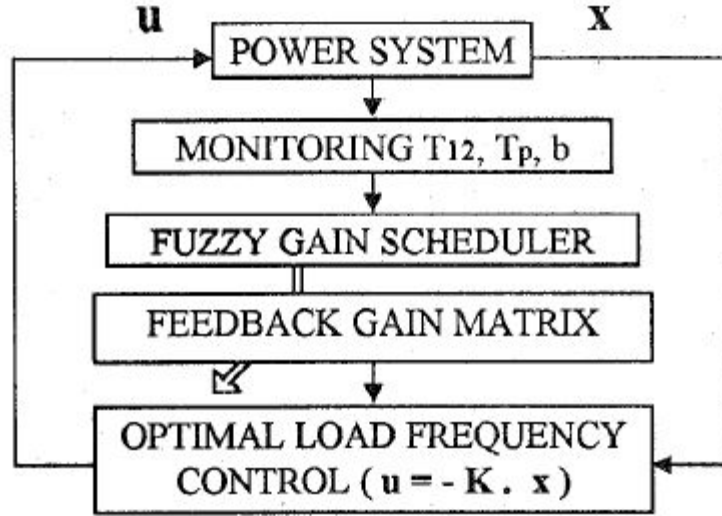 u x
POWER SYSTEM
MONITORING T12, Tp, b
FUZZY GAIN SCHEDULER
FEEDBACK GAIN MATRIX
OPTIMAL LOAD FREQUENCY
CONTROL ( u = - K . x )